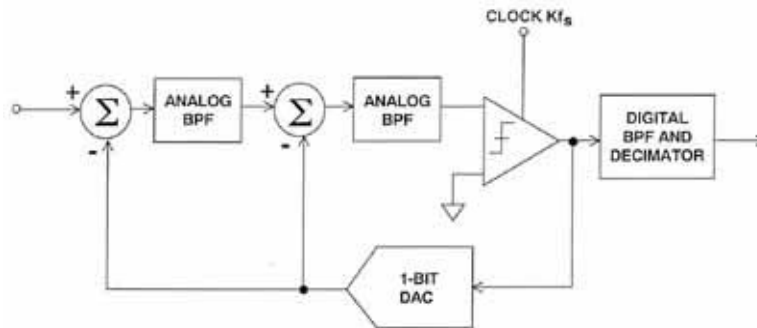 CLOCK Kfs
+
Σ
-
ANALOG
BPF
+
Σ
-
ANALOG
BPF
DIGITAL
BPF AND
DECIMATOR
1-BIT
DAC